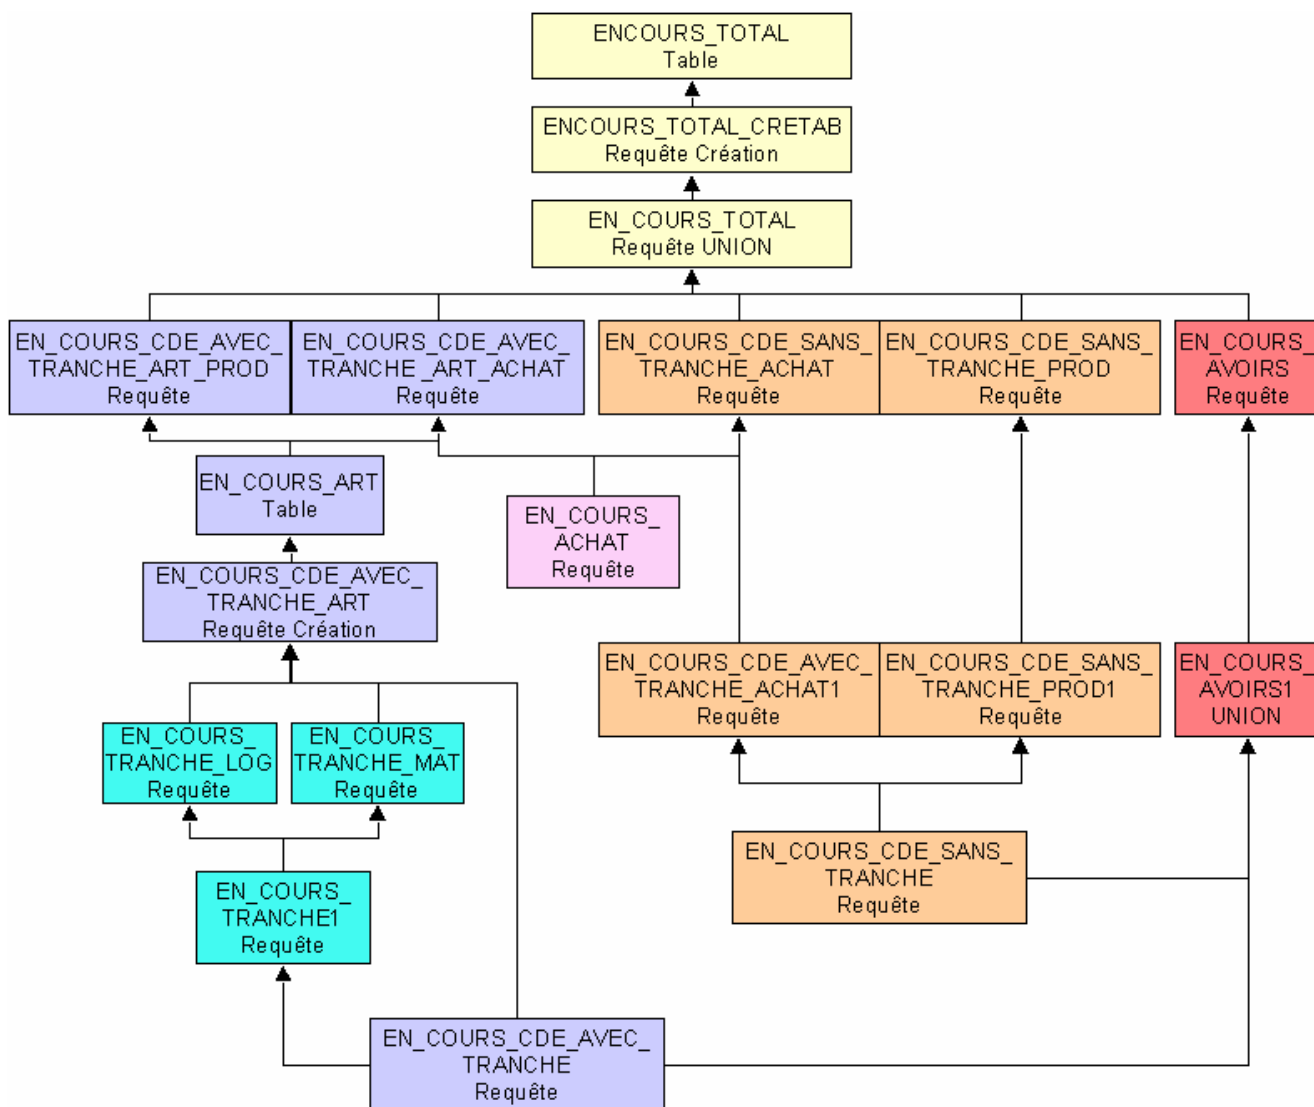 ENCOURS_TOTAL
Table
ENCOURS_TOTAL_CRETAB
Requête Création
EN_COURS_TOTAL
Requête UNION
EN_COURS_CDE_AVEC_
TRANCHE_ART_PROD
Requête
EN_COURS_CDE_AVEC_
TRANCHE_ART_ACHAT
Requête
EN_COURS_CDE_SANS_
TRANCHE_ACHAT
Requête
EN_COURS_CDE_SANS_
TRANCHE_PROD
Requête
EN_COURS_
AVOIRS
Requête
EN_COURS_ART
Table
EN_COURS_
ACHAT
Requête
EN_COURS_CDE_AVEC_
TRANCHE_ART
Requête Création
EN_COURS_CDE_AVEC_
TRANCHE_ACHAT1
Requête
EN_COURS_CDE_SANS_
TRANCHE_PROD1
Requête
EN_COURS_
AVOIRS1
UNION
EN_COURS_
TRANCHE_LOG
Requête
EN_COURS_
TRANCHE_MAT
Requête
EN_COURS_CDE_SANS_
TRANCHE
Requête
EN_COURS_
TRANCHE1
Requête
EN_COURS_CDE_AVEC_
TRANCHE
Requête